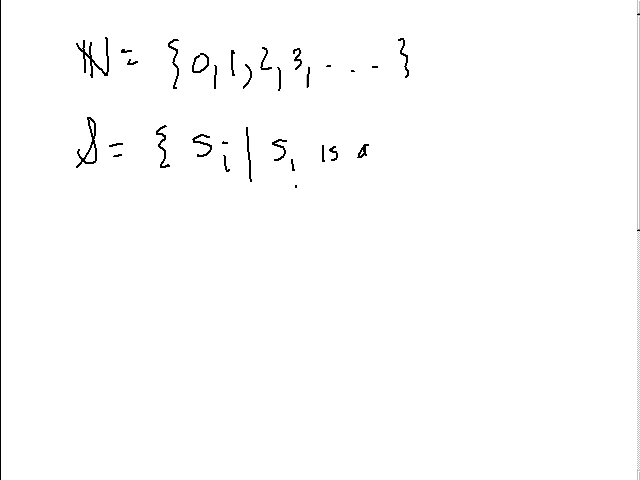 ℕ = {0, 1, 2, 3, . . . }
S = { s_i | s_i is a